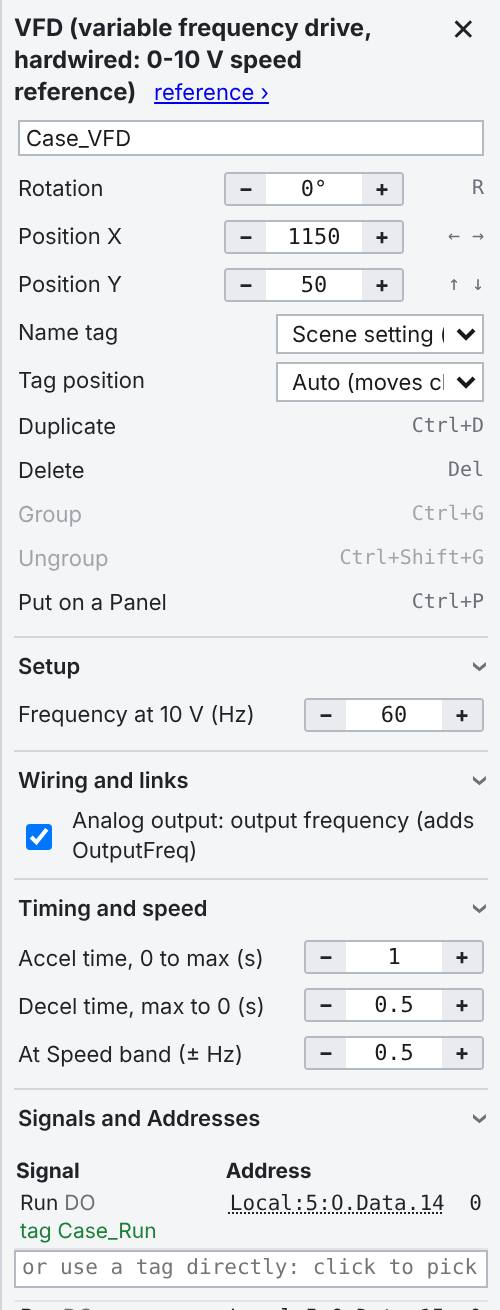 VFD (variable frequency drive,
hardwired: 0-10 V speed
reference) reference ›
Case_VFD
Rotation − 0° + R
Position X − 1150 + ← →
Position Y − 50 + ↑ ↓
Name tag Scene setting (
Tag position Auto (moves cl
Duplicate Ctrl+D
Delete Del
Group Ctrl+G
Ungroup Ctrl+Shift+G
Put on a Panel Ctrl+P
Setup
Frequency at 10 V (Hz) − 60 +
Wiring and links
Analog output: output frequency (adds
OutputFreq)
Timing and speed
Accel time, 0 to max (s) − 1 +
Decel time, max to 0 (s) − 0.5 +
At Speed band (± Hz) − 0.5 +
Signals and Addresses
Signal Address
Run DO Local:5:O.Data.14 0
tag Case_Run
or use a tag directly: click to pick